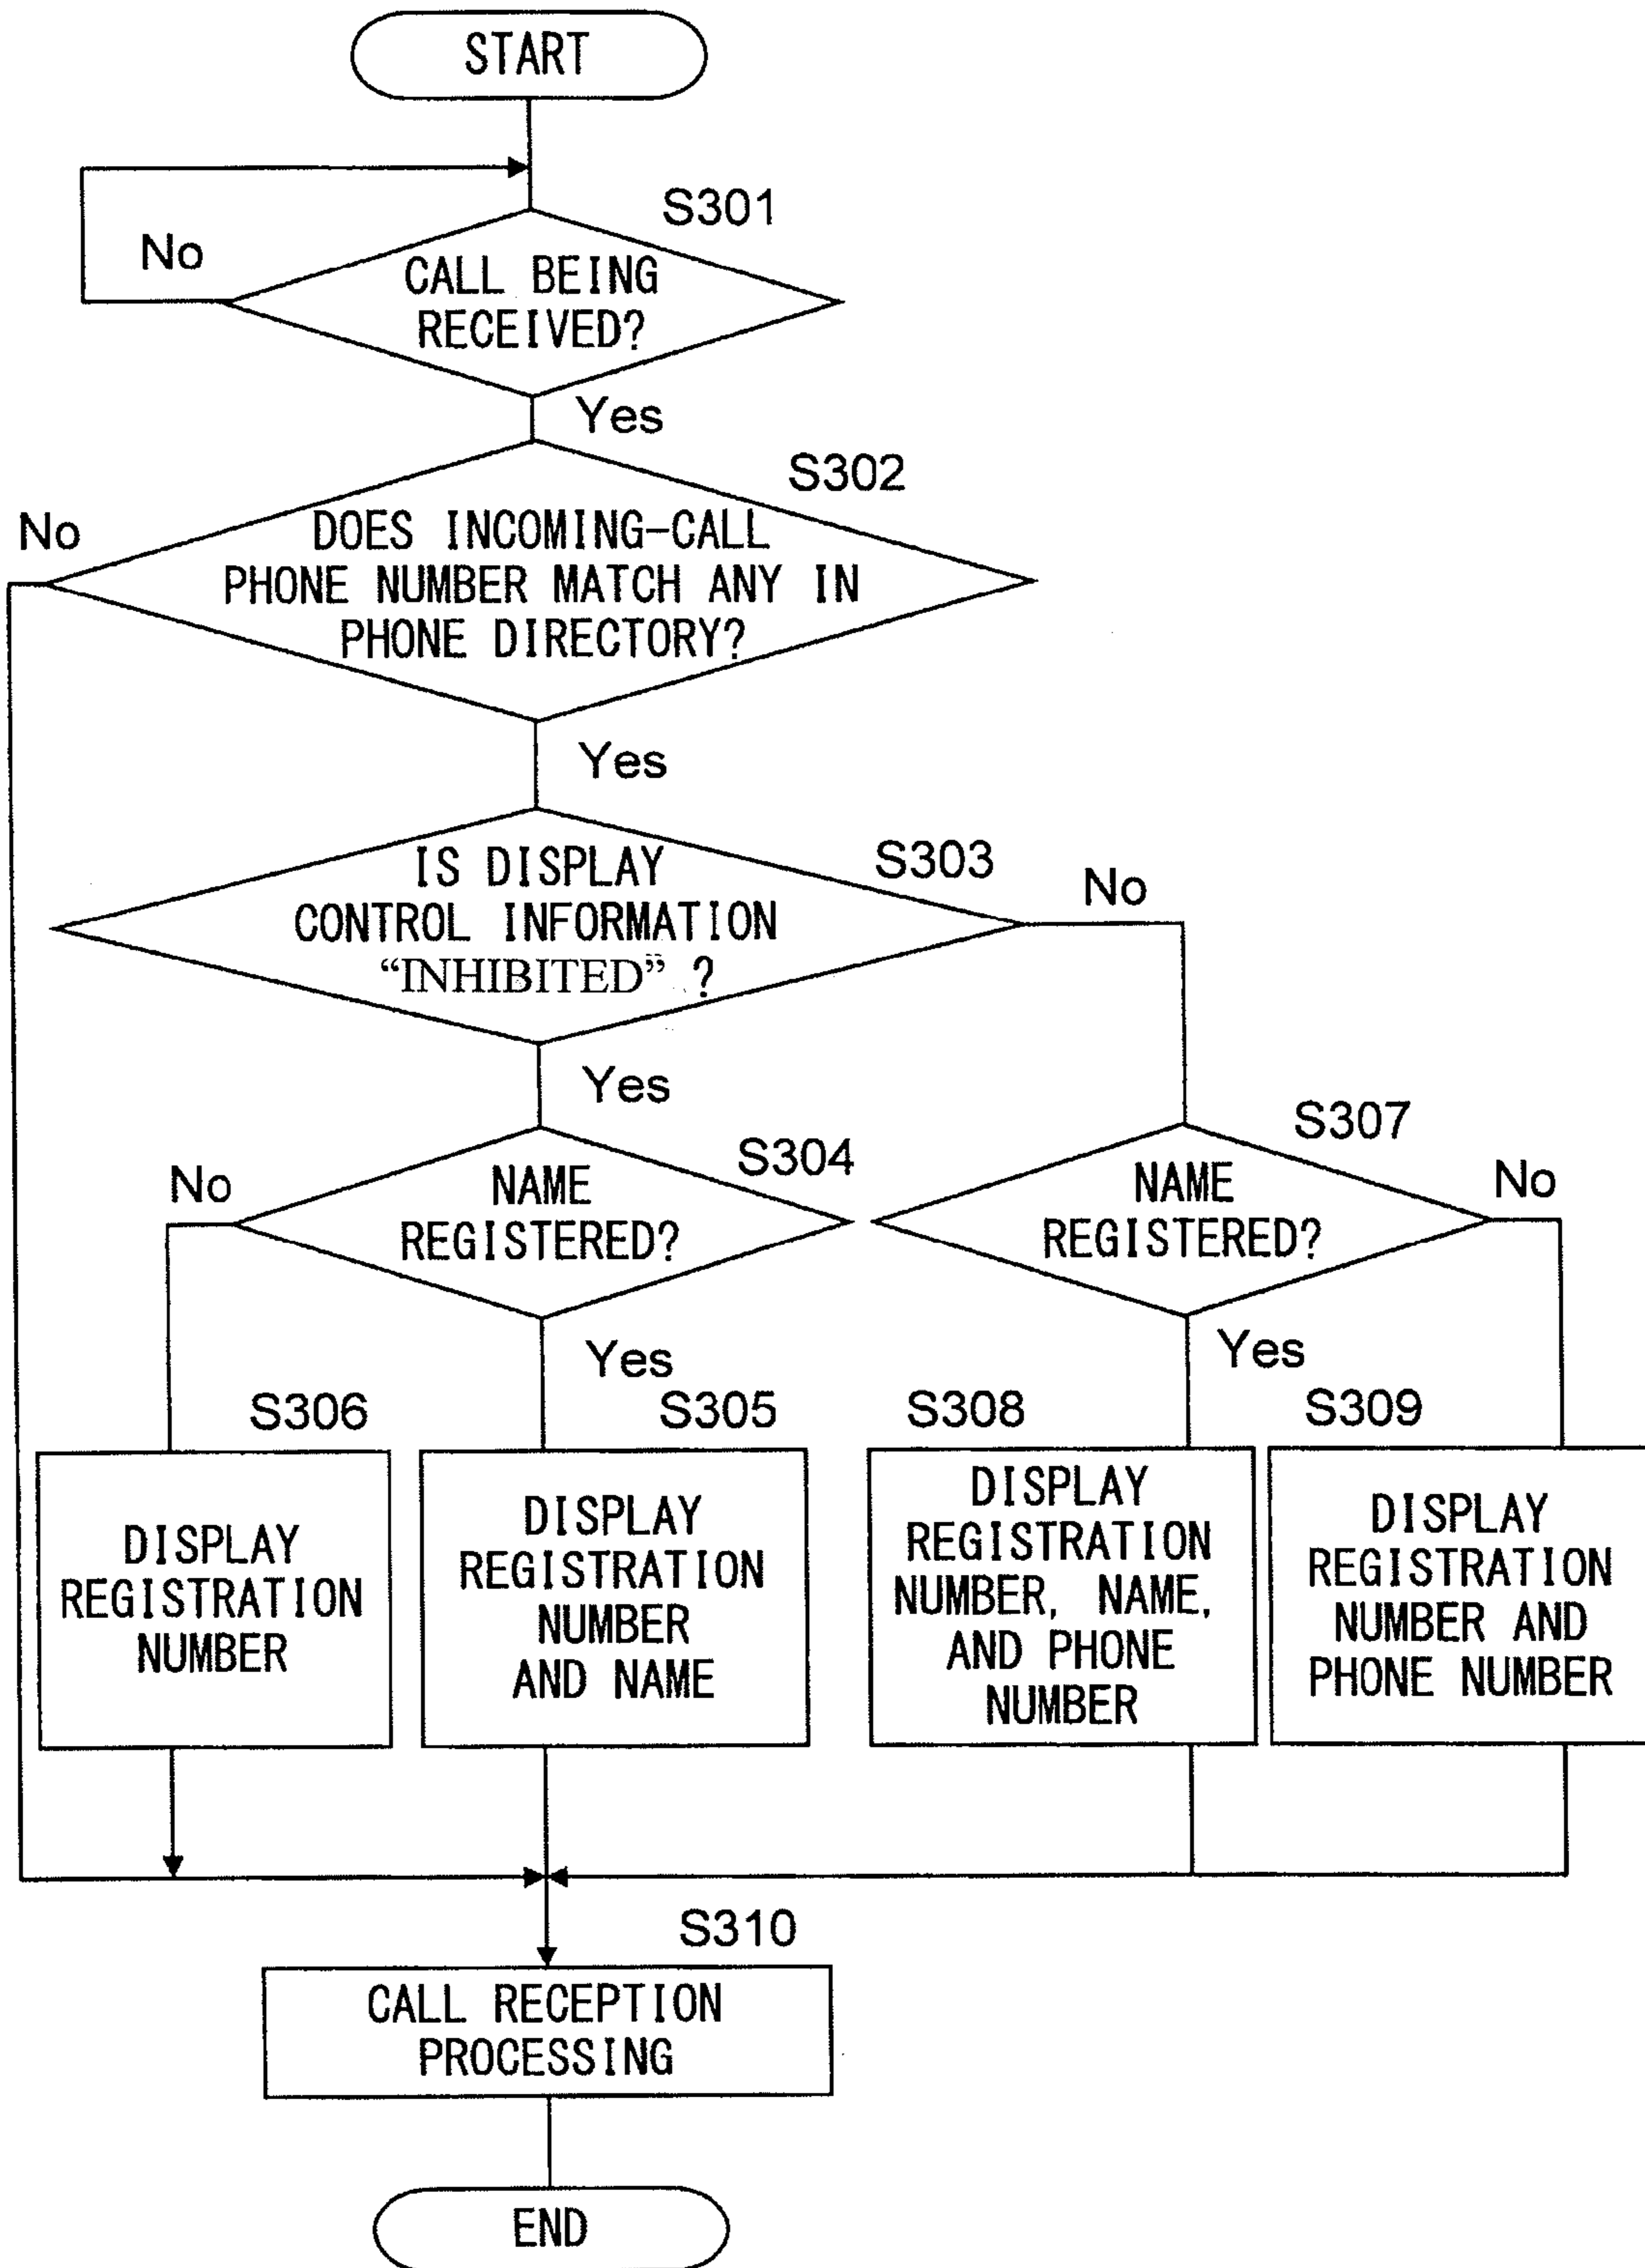 START
S301
No
CALL BEING
RECEIVED?
Yes
S302
No
DOES INCOMING-CALL
PHONE NUMBER MATCH ANY IN
PHONE DIRECTORY?
Yes
S303
No
IS DISPLAY
CONTROL INFORMATION
“INHIBITED” ?
Yes
S304
No
NAME
REGISTERED?
Yes
S307
No
NAME
REGISTERED?
Yes
S306
DISPLAY
REGISTRATION
NUMBER
S305
DISPLAY
REGISTRATION
NUMBER
AND NAME
S308
DISPLAY
REGISTRATION
NUMBER, NAME,
AND PHONE
NUMBER
S309
DISPLAY
REGISTRATION
NUMBER AND
PHONE NUMBER
S310
CALL RECEPTION
PROCESSING
END